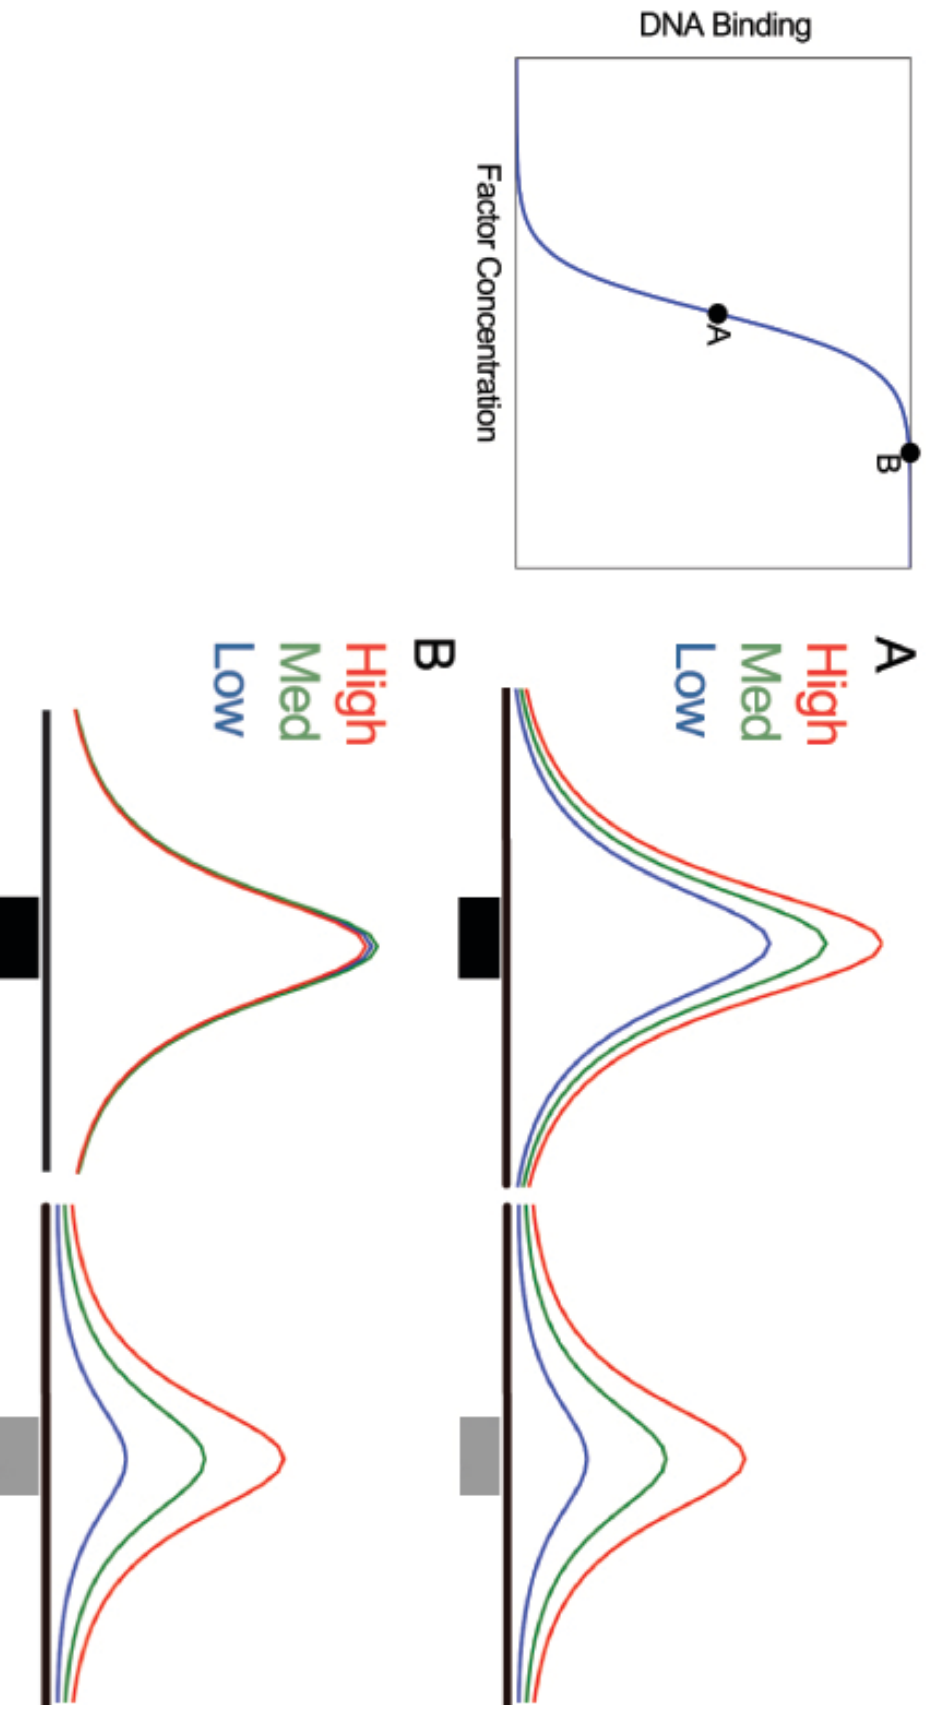 DNA Binding
Factor Concentration
A
B
A
High
Med
Low
B
High
Med
Low